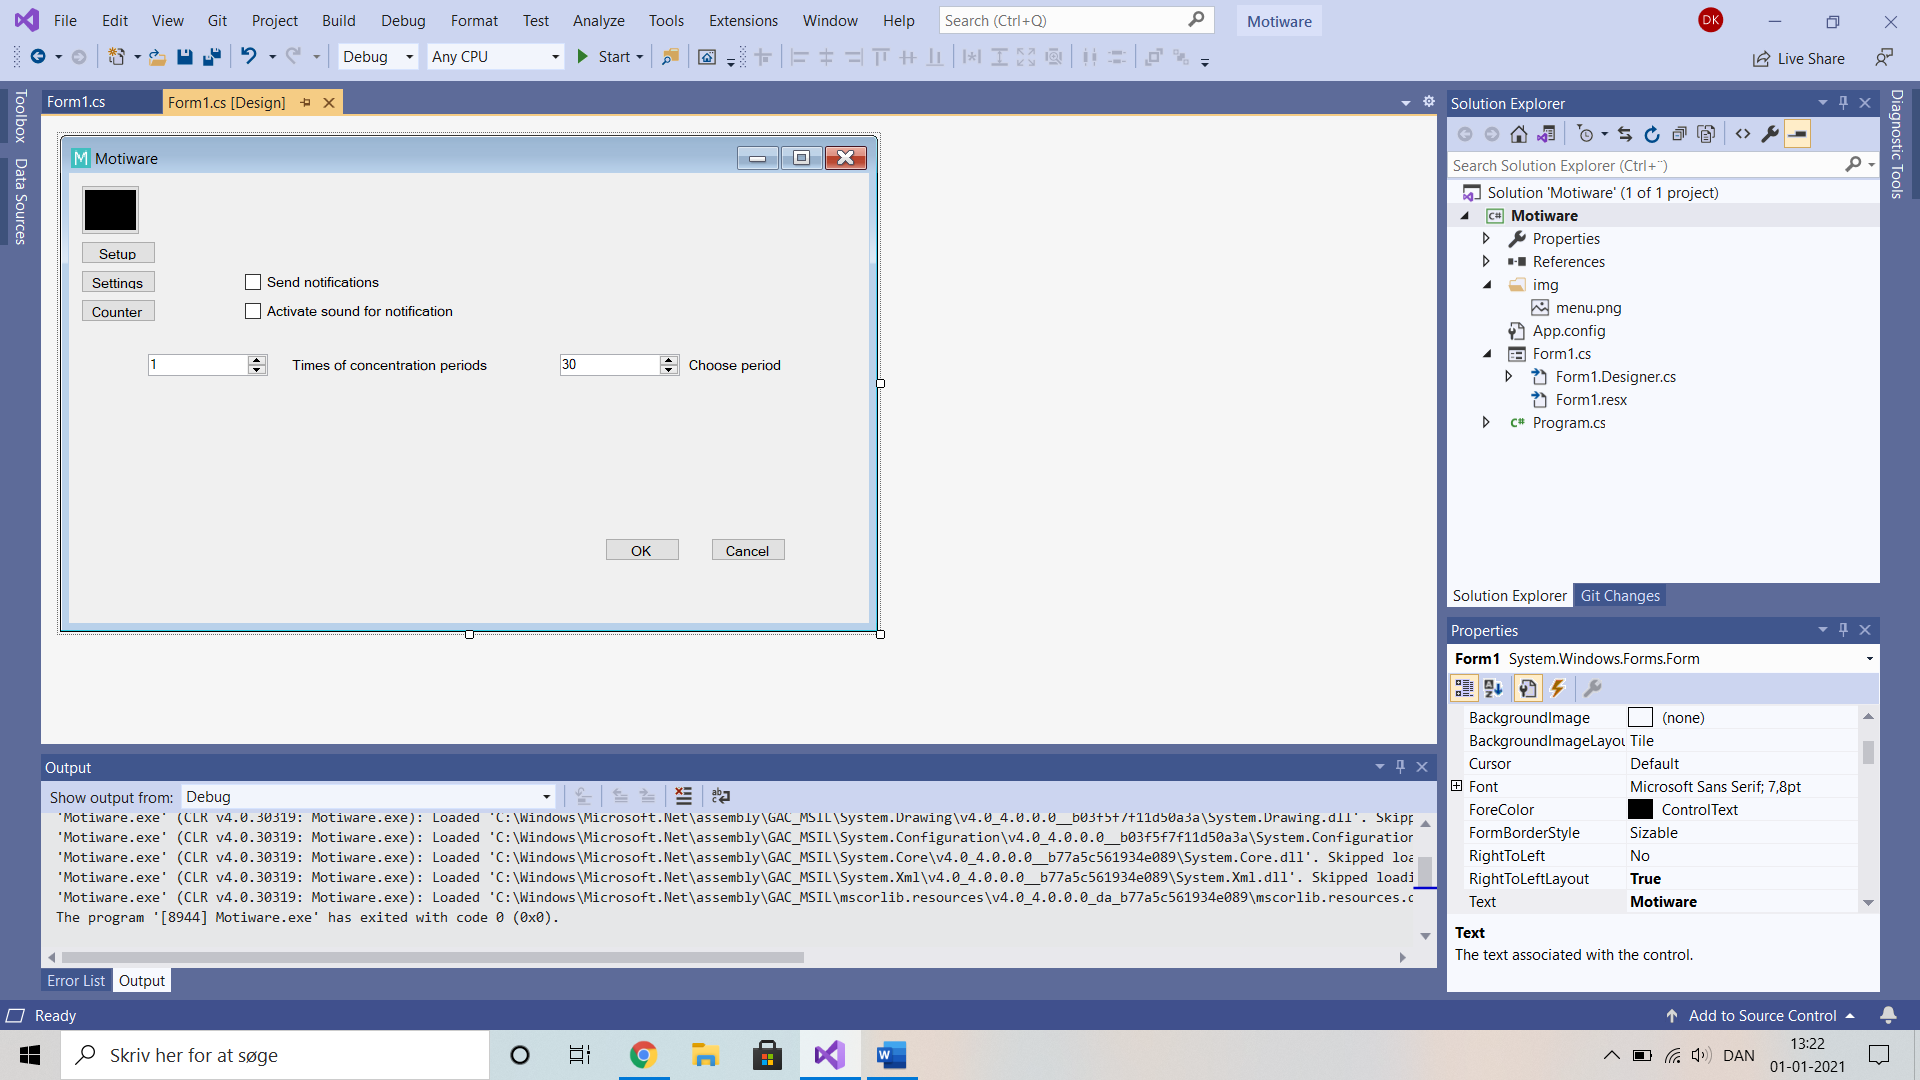 File Edit View Git Project Build Debug Format Test Analyze Tools Extensions Window Help Search (Ctrl+Q) Motiware DK
Debug Any CPU Start Live Share
Toolbox
Data Sources
Form1.cs Form1.cs [Design]
M Motiware
Setup
Settings Send notifications
Counter Activate sound for notification
1 Times of concentration periods 30 Choose period
OK Cancel
Solution Explorer
Search Solution Explorer (Ctrl+¨)
Solution 'Motiware' (1 of 1 project)
C# Motiware
Properties
References
img
menu.png
App.config
Form1.cs
Form1.Designer.cs
Form1.resx
C# Program.cs
Solution Explorer Git Changes
Diagnostic Tools
Properties
Form1 System.Windows.Forms.Form
BackgroundImage (none)
BackgroundImageLayou Tile
Cursor Default
Font Microsoft Sans Serif; 7,8pt
ForeColor ControlText
FormBorderStyle Sizable
RightToLeft No
RightToLeftLayout True
Text Motiware
Text
The text associated with the control.
Output
Show output from: Debug
'Motiware.exe' (CLR v4.0.30319: Motiware.exe): Loaded 'C:\Windows\Microsoft.Net\assembly\GAC_MSIL\System.Drawing\v4.0_4.0.0.0__b03f5f7f11d50a3a\System.Drawing.dll'. Skipp
'Motiware.exe' (CLR v4.0.30319: Motiware.exe): Loaded 'C:\Windows\Microsoft.Net\assembly\GAC_MSIL\System.Configuration\v4.0_4.0.0.0__b03f5f7f11d50a3a\System.Configuration
'Motiware.exe' (CLR v4.0.30319: Motiware.exe): Loaded 'C:\Windows\Microsoft.Net\assembly\GAC_MSIL\System.Core\v4.0_4.0.0.0__b77a5c561934e089\System.Core.dll'. Skipped loa
'Motiware.exe' (CLR v4.0.30319: Motiware.exe): Loaded 'C:\Windows\Microsoft.Net\assembly\GAC_MSIL\System.Xml\v4.0_4.0.0.0__b77a5c561934e089\System.Xml.dll'. Skipped loadi
'Motiware.exe' (CLR v4.0.30319: Motiware.exe): Loaded 'C:\Windows\Microsoft.Net\assembly\GAC_MSIL\mscorlib.resources\v4.0_4.0.0.0_da_b77a5c561934e089\mscorlib.resources.d
The program '[8944] Motiware.exe' has exited with code 0 (0x0).
Error List Output
Ready Add to Source Control
Skriv her for at søge DAN 13:22
01-01-2021